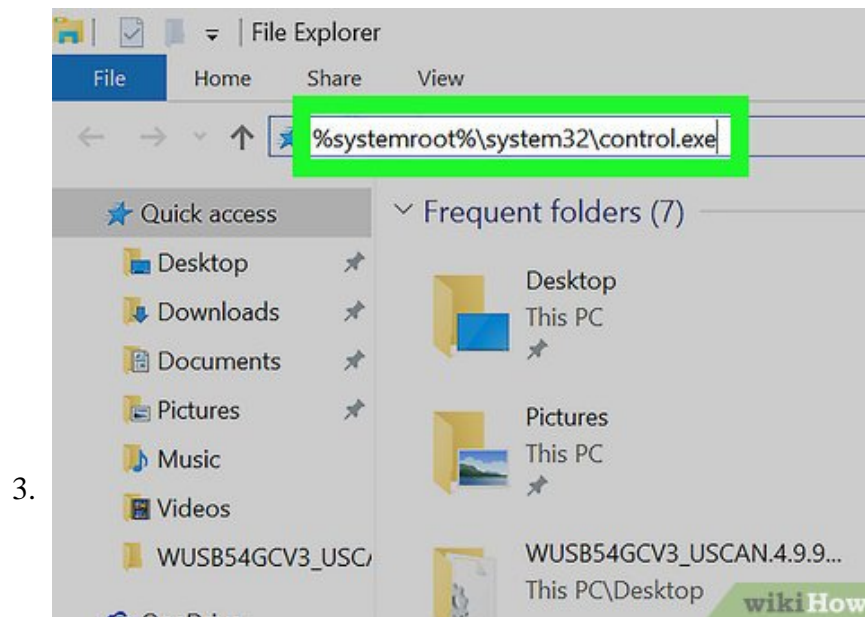 File Explorer
File Home Share View
%systemroot%\system32\control.exe
Quick access
Frequent folders (7)
Desktop
Downloads
Documents
Pictures
Music
Videos
WUSB54GCV3_USCA
Desktop
This PC
Pictures
This PC
WUSB54GCV3_USCAN.4.9.9...
This PC\Desktop
3.
wikiHow